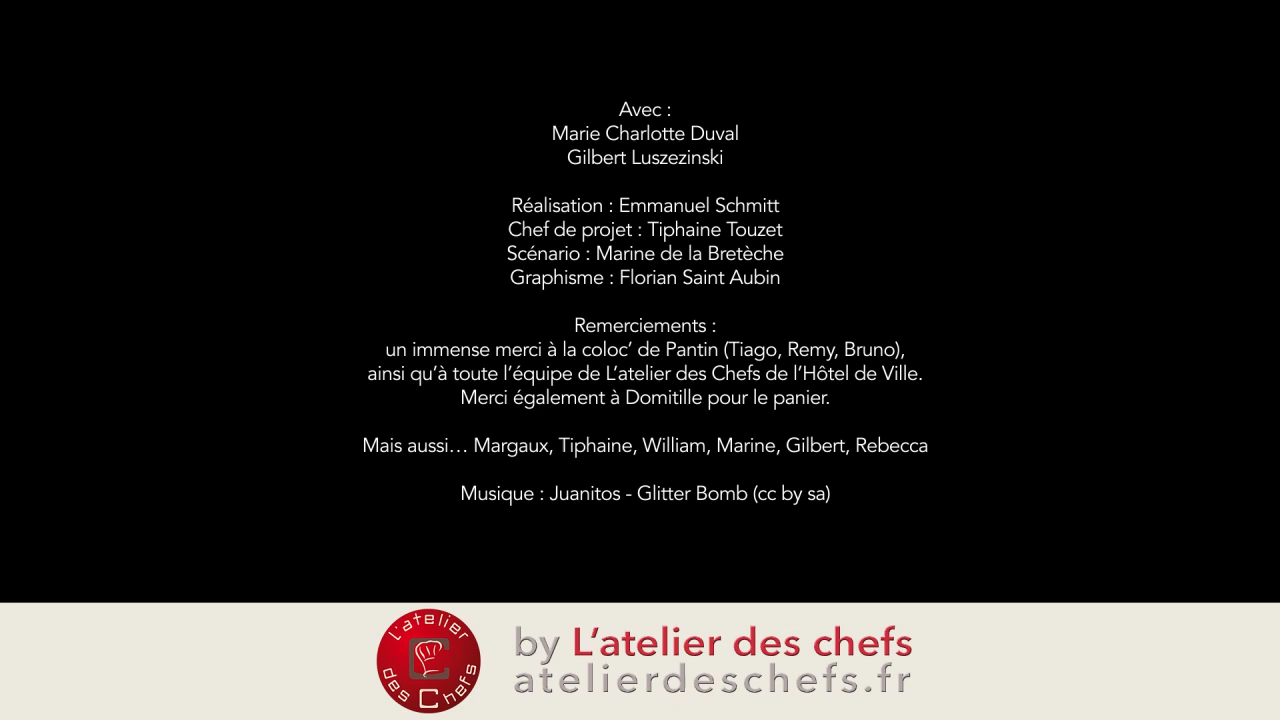 Avec :
Marie Charlotte Duval
Gilbert Luszezinski
Réalisation : Emmanuel Schmitt
Chef de projet : Tiphaine Touzet
Scénario : Marine de la Bretèche
Graphisme : Florian Saint Aubin
Remerciements :
un immense merci à la coloc’ de Pantin (Tiago, Remy, Bruno),
ainsi qu’à toute l’équipe de L’atelier des Chefs de l’Hôtel de Ville.
Merci également à Domitille pour le panier.
Mais aussi… Margaux, Tiphaine, William, Marine, Gilbert, Rebecca
Musique : Juanitos - Glitter Bomb (cc by sa)
l'atelier
des Chefs
by L’atelier des chefs
atelierdeschefs.fr